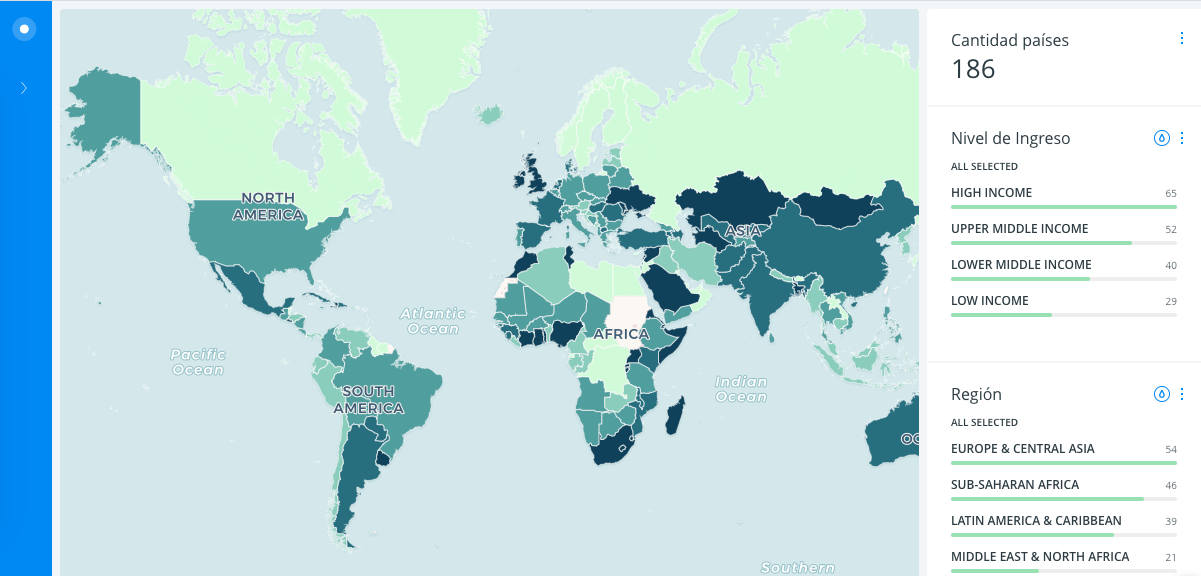 NORTH
AMERICA
ASIA
Atlantic
Ocean
AFRICA
Pacific
Ocean
SOUTH
AMERICA
Indian
Ocean
OC
Southern
Cantidad países
186
Nivel de Ingreso
ALL SELECTED
HIGH INCOME 65
UPPER MIDDLE INCOME 52
LOWER MIDDLE INCOME 40
LOW INCOME 29
Región
ALL SELECTED
EUROPE & CENTRAL ASIA 54
SUB-SAHARAN AFRICA 46
LATIN AMERICA & CARIBBEAN 39
MIDDLE EAST & NORTH AFRICA 21